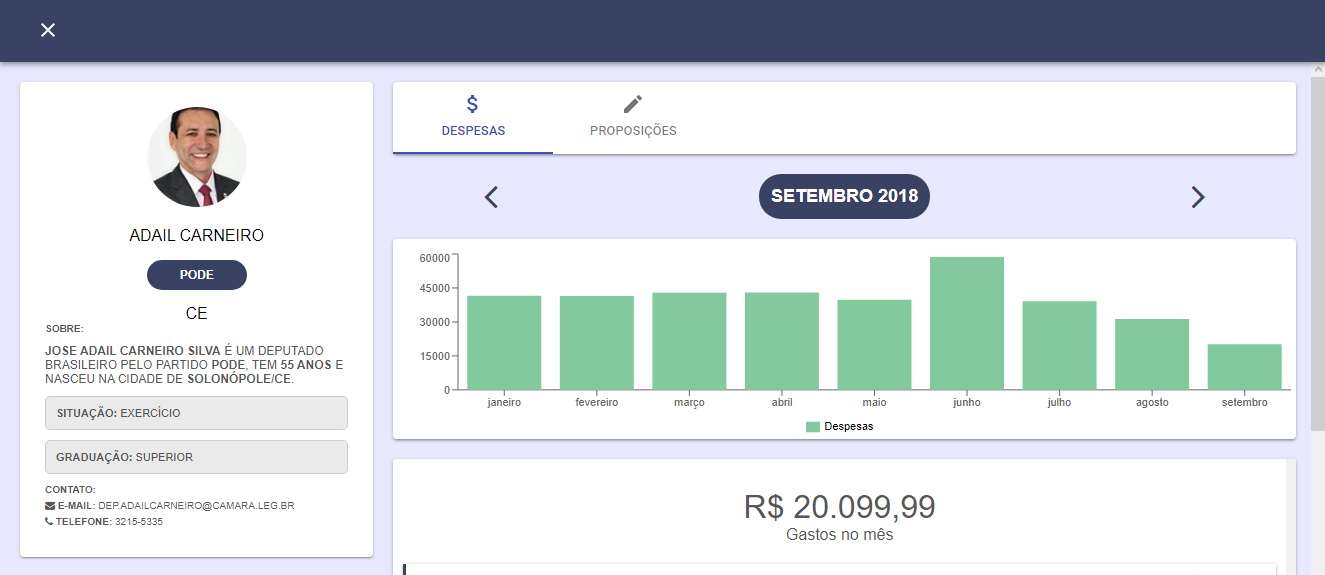 ADAIL CARNEIRO
PODE
CE
SOBRE:
JOSE ADAIL CARNEIRO SILVA É UM DEPUTADO
BRASILEIRO PELO PARTIDO PODE, TEM 55 ANOS E
NASCEU NA CIDADE DE SOLONÓPOLE/CE.
SITUAÇÃO: EXERCÍCIO
GRADUAÇÃO: SUPERIOR
CONTATO:
E-MAIL: DEP.ADAILCARNEIRO@CAMARA.LEG.BR
TELEFONE: 3215-5335
$
DESPESAS PROPOSIÇÕES
SETEMBRO 2018
60000
45000
30000
15000
0
janeiro fevereiro março abril maio junho julho agosto setembro
Despesas
R$ 20.099,99
Gastos no mês